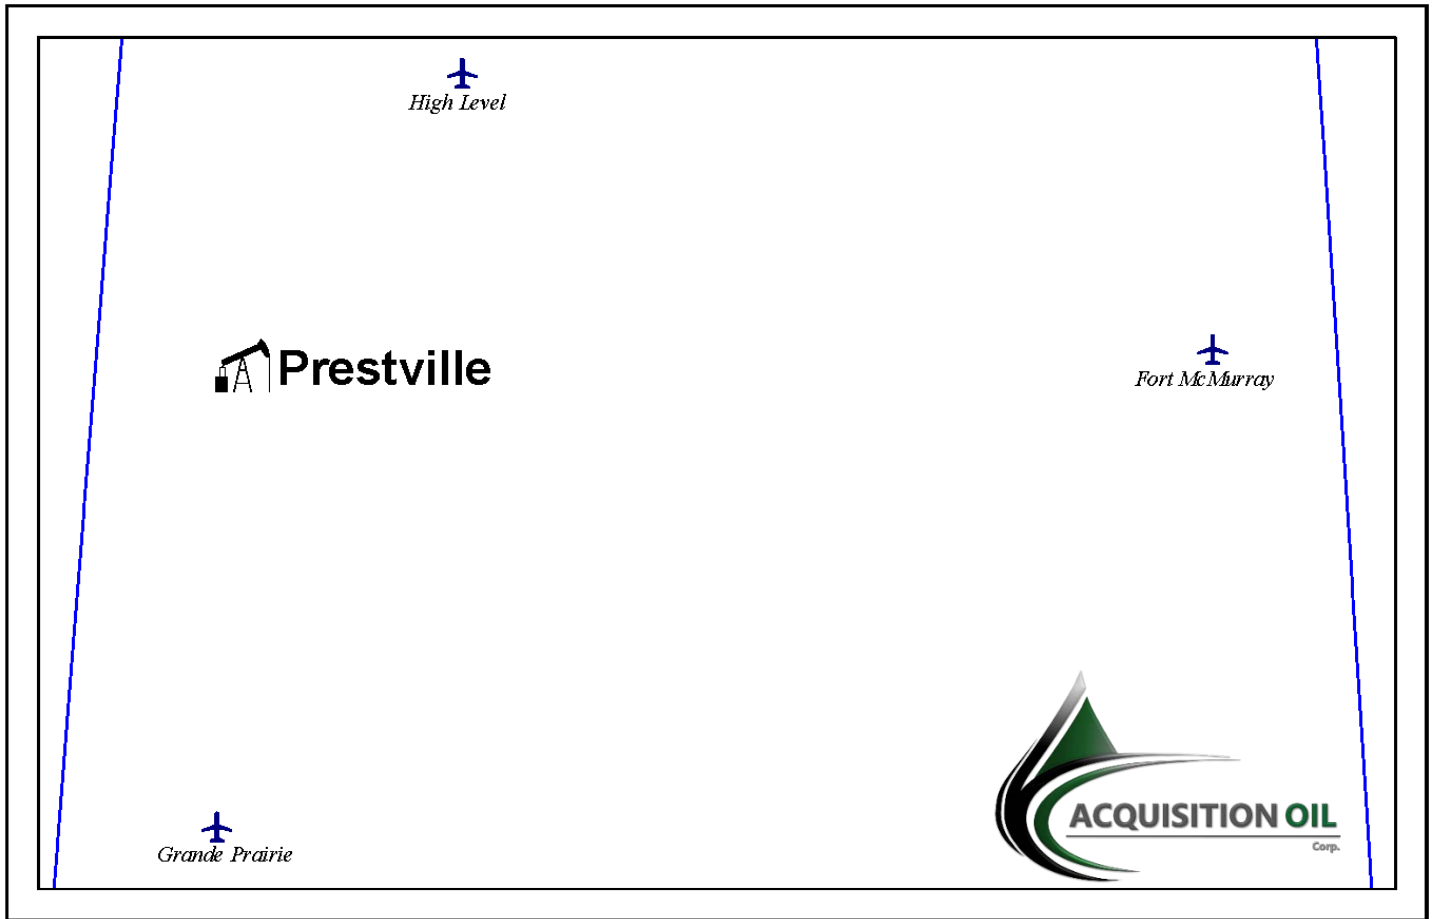 High Level
Prestville
Fort McMurray
ACQUISITION OIL
Corp.
Grande Prairie